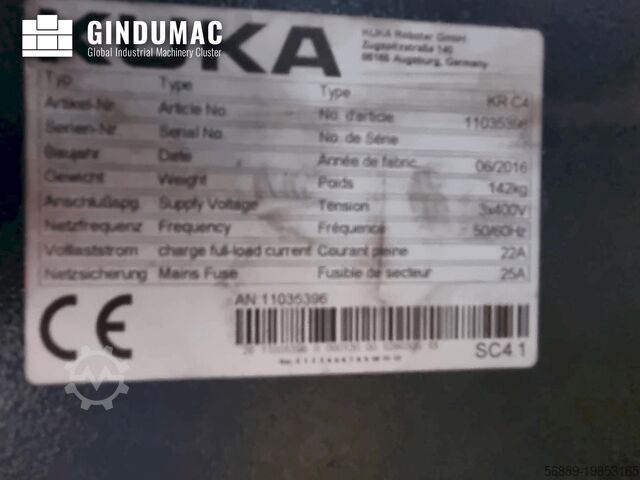 GINDUMAC
Global Industrial Machinery Cluster
KUKA
KUKA Roboter GmbH
Zugspitzstraße 140
86165 Augsburg, Germany
Typ Type Type KR C4
Artikel-Nr. Article No. No. d'article 11035396
Serien-Nr. Serial No. No. de Série
Baujahr Date Année de fabric. 06/2016
Gewicht Weight Poids 142kg
Anschlußspg. Supply Voltage Tension 3x400V
Netzfrequenz Frequency Fréquence 50/60Hz
Volllaststrom charge full-load current Courant pleine 22A
Netzsicherung Mains Fuse Fusible de secteur 25A
AN 11035396
CE
SC4.1
56889-19853165